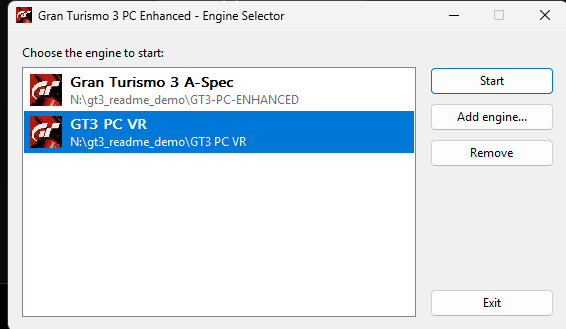 Gran Turismo 3 PC Enhanced - Engine Selector
Choose the engine to start:
Gran Turismo 3 A-Spec
N:\gt3_readme_demo\GT3-PC-ENHANCED
GT3 PC VR
N:\gt3_readme_demo\GT3 PC VR
Start
Add engine...
Remove
Exit